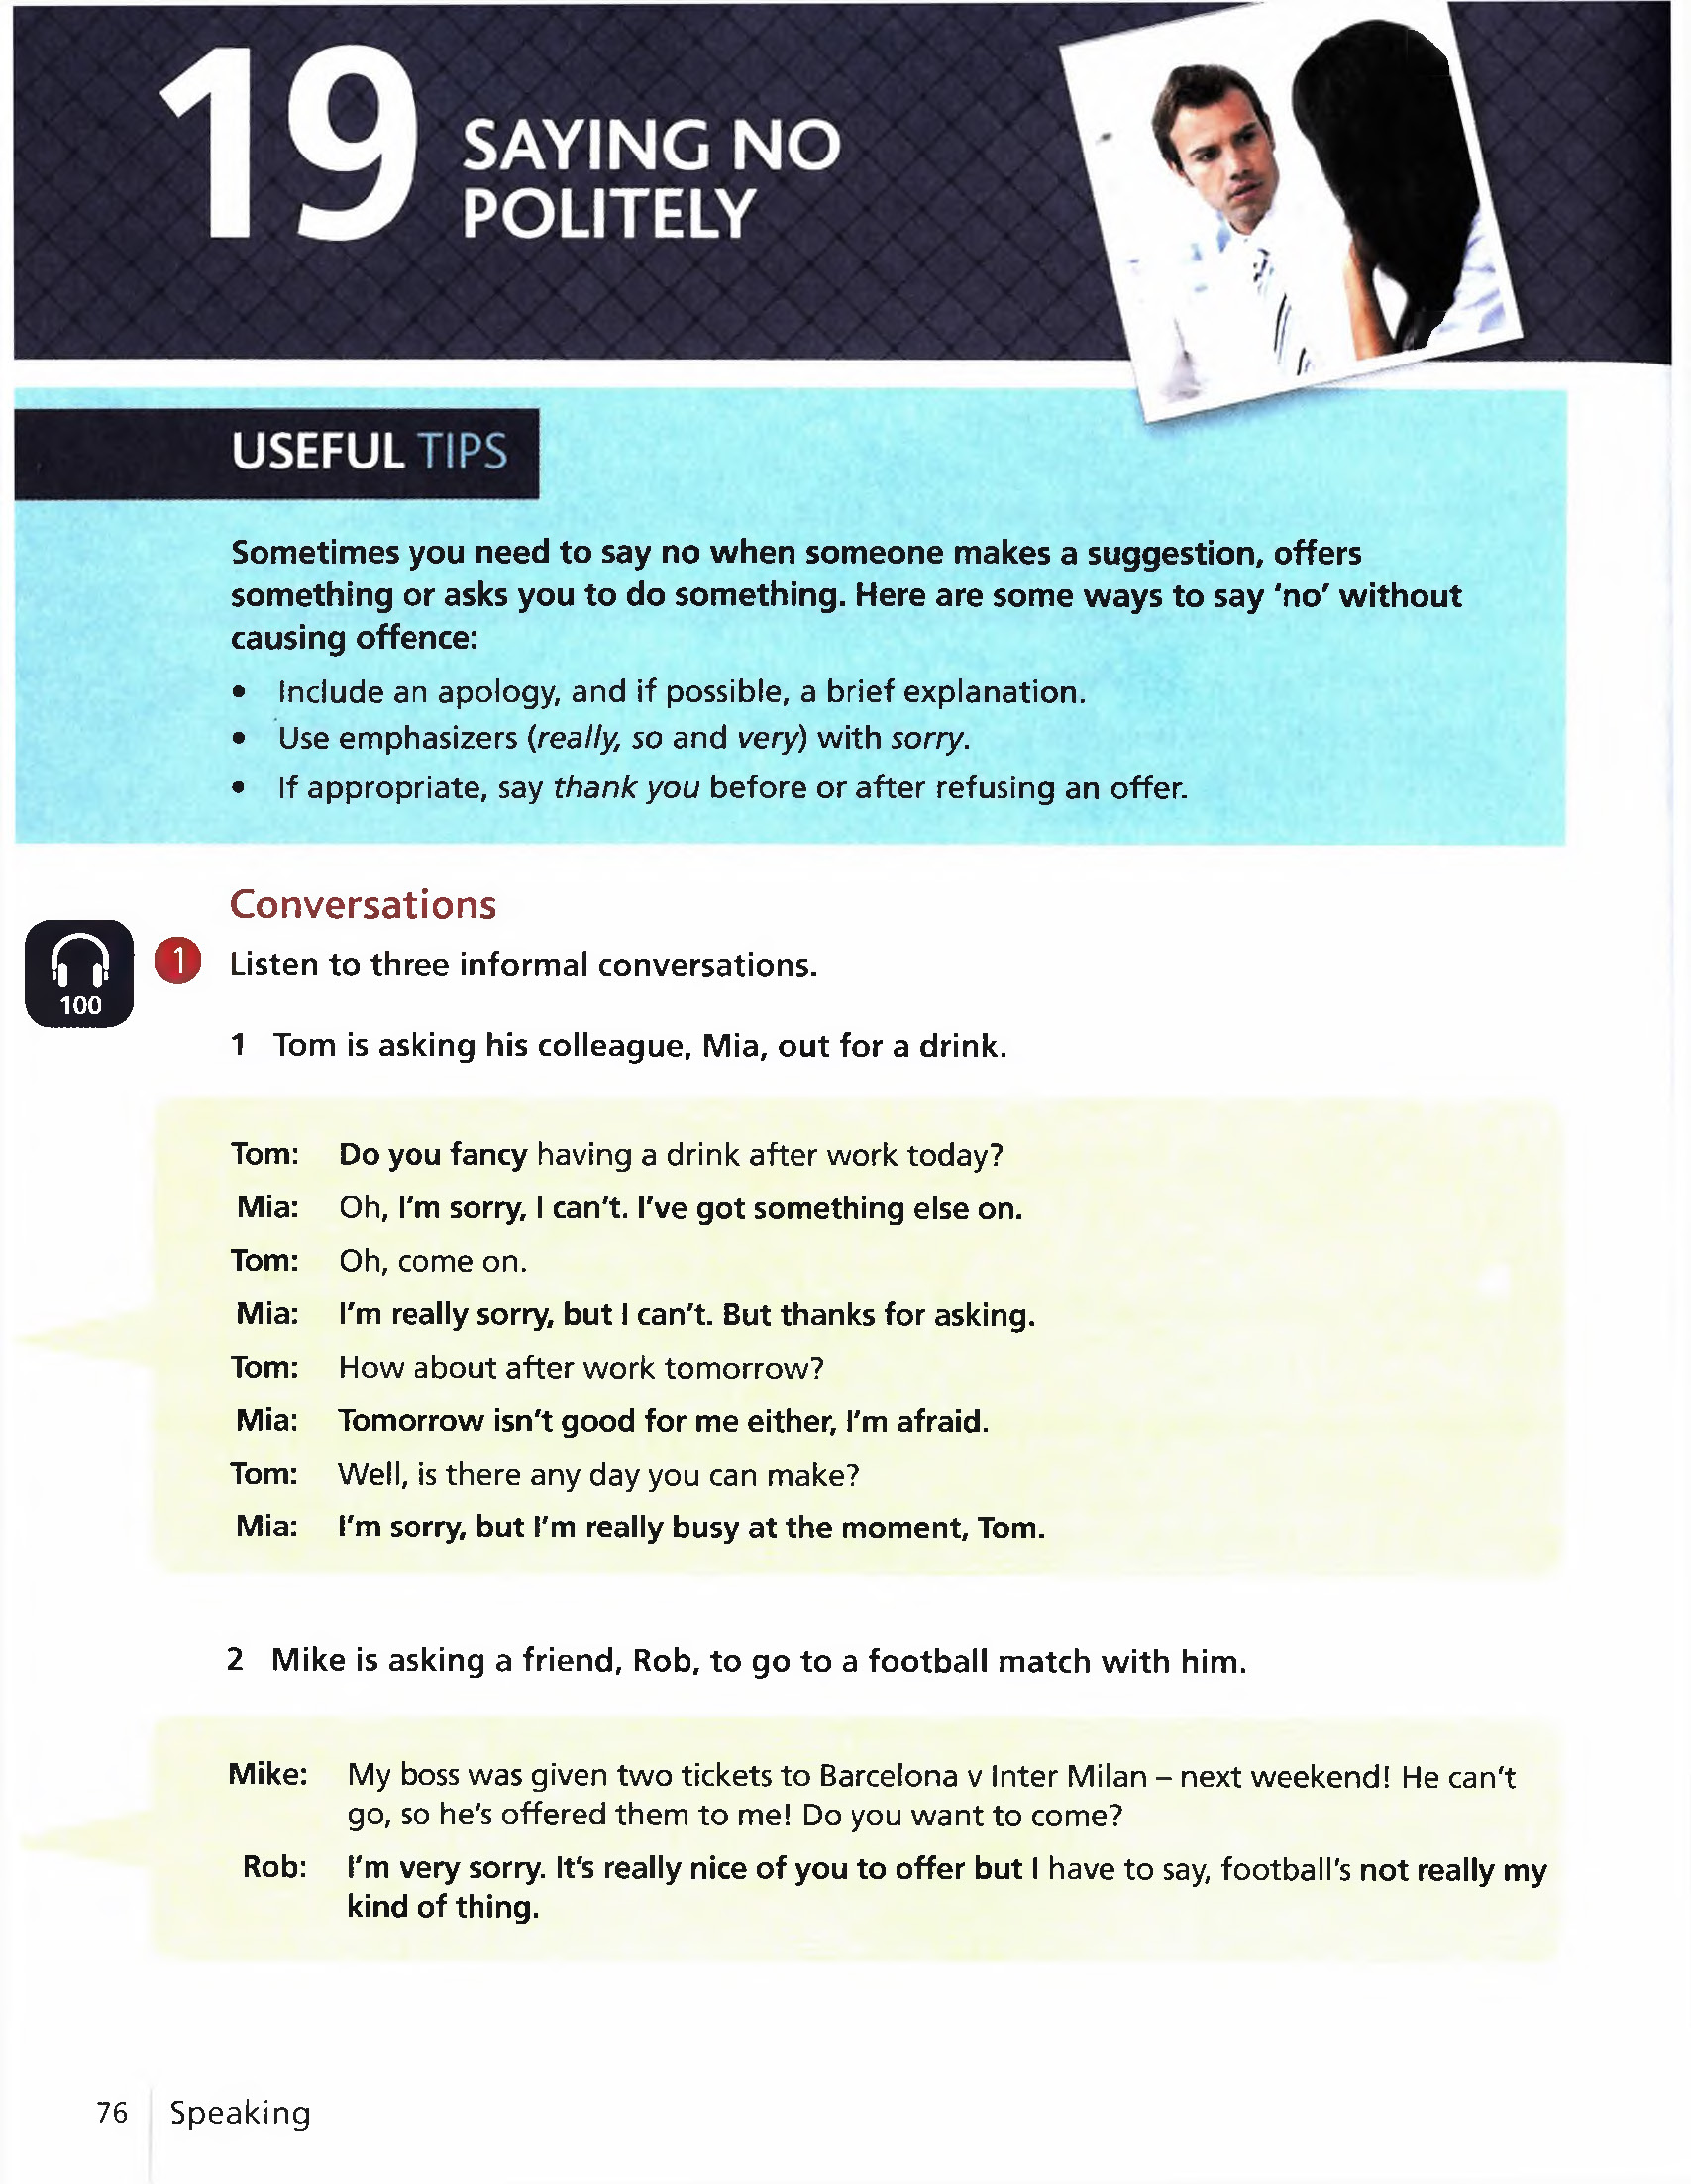 19
SAYING NO
POLITELY
USEFUL TIPS
Sometimes you need to say no when someone makes a suggestion, offers
something or asks you to do something. Here are some ways to say 'no' without
causing offence:
• Include an apology, and if possible, a brief explanation.
• Use emphasizers (really, so and very) with sorry.
• If appropriate, say thank you before or after refusing an offer.
Conversations
100
1 Listen to three informal conversations.
1 Tom is asking his colleague, Mia, out for a drink.
Tom: Do you fancy having a drink after work today?
Mia: Oh, I'm sorry, I can't. I've got something else on.
Tom: Oh, come on.
Mia: I'm really sorry, but I can't. But thanks for asking.
Tom: How about after work tomorrow?
Mia: Tomorrow isn't good for me either, I'm afraid.
Tom: Well, is there any day you can make?
Mia: I'm sorry, but I'm really busy at the moment, Tom.
2 Mike is asking a friend, Rob, to go to a football match with him.
Mike: My boss was given two tickets to Barcelona v Inter Milan – next weekend! He can't
go, so he's offered them to me! Do you want to come?
Rob: I'm very sorry. It's really nice of you to offer but I have to say, football's not really my
kind of thing.
76 Speaking